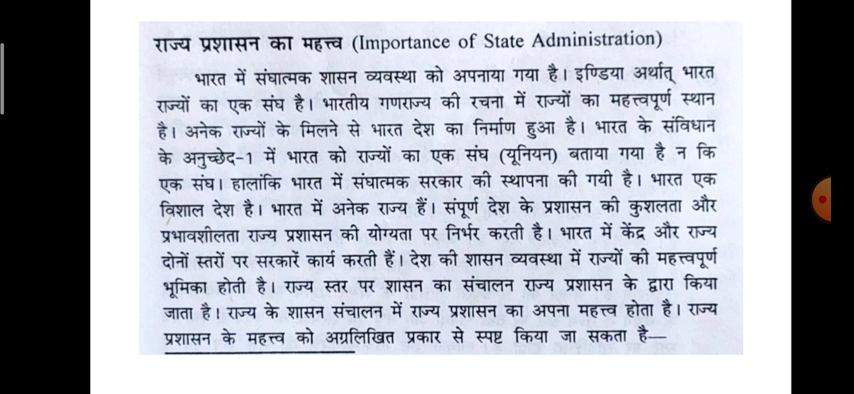 राज्य प्रशासन का महत्त्व (Importance of State Administration)
भारत में संघात्मक शासन व्यवस्था को अपनाया गया है। इण्डिया अर्थात् भारत
राज्यों का एक संघ है। भारतीय गणराज्य की रचना में राज्यों का महत्त्वपूर्ण स्थान
है। अनेक राज्यों के मिलने से भारत देश का निर्माण हुआ है। भारत के संविधान
के अनुच्छेद-1 में भारत को राज्यों का एक संघ (यूनियन) बताया गया है न कि
एक संघ। हालांकि भारत में संघात्मक सरकार की स्थापना की गयी है। भारत एक
विशाल देश है। भारत में अनेक राज्य हैं। संपूर्ण देश के प्रशासन की कुशलता और
प्रभावशीलता राज्य प्रशासन की योग्यता पर निर्भर करती है। भारत में केंद्र और राज्य
दोनों स्तरों पर सरकारें कार्य करती हैं। देश की शासन व्यवस्था में राज्यों की महत्त्वपूर्ण
भूमिका होती है। राज्य स्तर पर शासन का संचालन राज्य प्रशासन के द्वारा किया
जाता है। राज्य के शासन संचालन में राज्य प्रशासन का अपना महत्त्व होता है। राज्य
प्रशासन के महत्त्व को अग्रलिखित प्रकार से स्पष्ट किया जा सकता है—